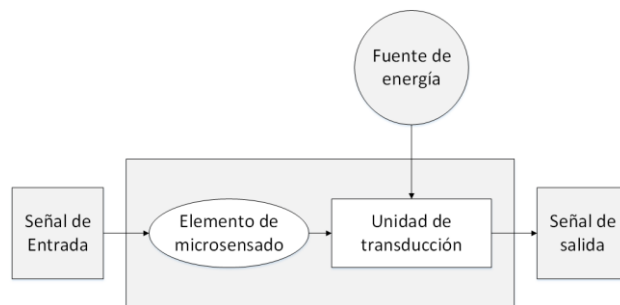 Fuente de
energía
Señal de
Entrada
Elemento de
microsensado
Unidad de
transducción
Señal de
salida